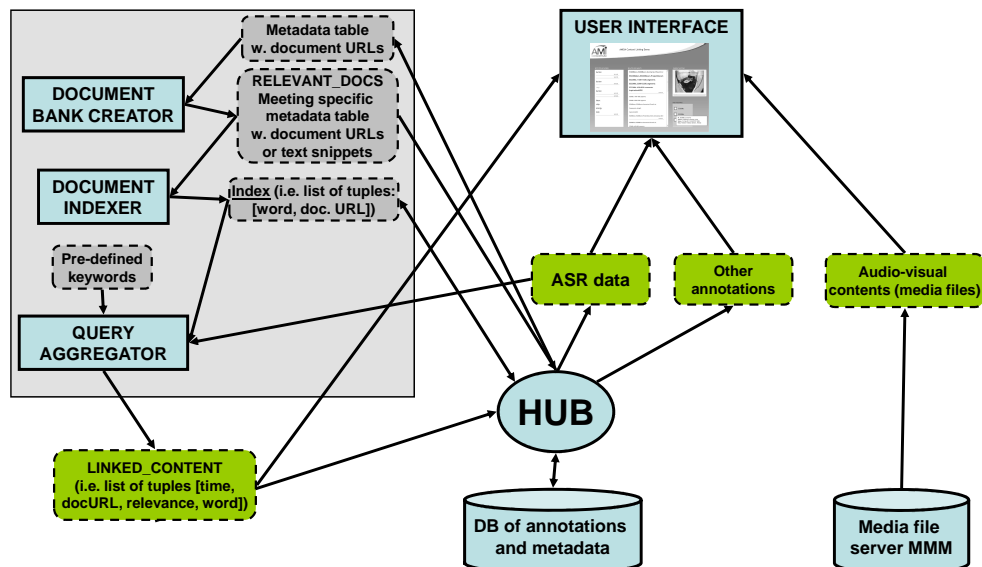 Metadata table
w. document URLs
USER INTERFACE
DOCUMENT
BANK CREATOR
RELEVANT_DOCS
Meeting specific
metadata table
w. document URLs
or text snippets
DOCUMENT
INDEXER
Index (i.e. list of tuples:
[word, doc. URL])
Pre-defined
keywords
ASR data
Other
annotations
Audio-visual
contents (media files)
QUERY
AGGREGATOR
HUB
LINKED_CONTENT
(i.e. list of tuples [time,
docURL, relevance, word])
DB of annotations
and metadata
Media file
server MMM